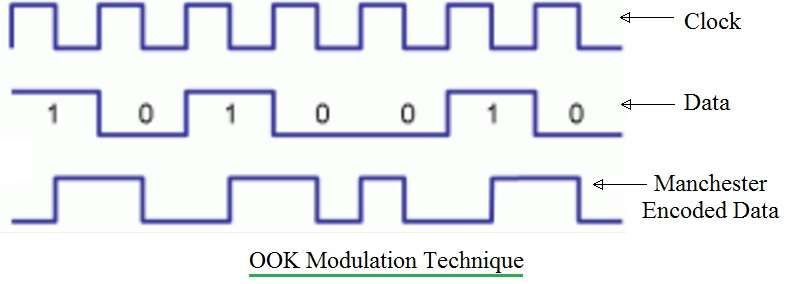 Clock
1 0 1 0 0 1 0
Data
Manchester
Encoded Data
OOK Modulation Technique